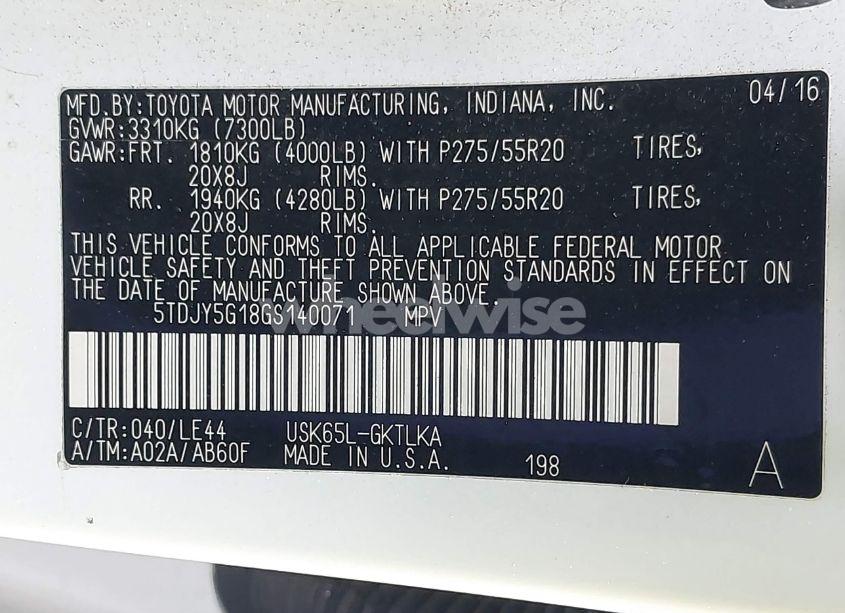 MFD.BY:TOYOTA MOTOR MANUFACTURING, INDIANA, INC. 04/16
GVWR:3310KG (7300LB)
GAWR:FRT. 1810KG (4000LB) WITH P275/55R20 TIRES,
20X8J RIMS.
RR. 1940KG (4280LB) WITH P275/55R20 TIRES,
20X8J RIMS.
THIS VEHICLE CONFORMS TO ALL APPLICABLE FEDERAL MOTOR
VEHICLE SAFETY AND THEFT PREVENTION STANDARDS IN EFFECT ON
THE DATE OF MANUFACTURE SHOWN ABOVE.
5TDJY5G18GS140071 MPV
wheelwise
C/TR:040/LE44 USK65L-GKTLKA
A/TM:A02A/AB60F MADE IN U.S.A. 198 A